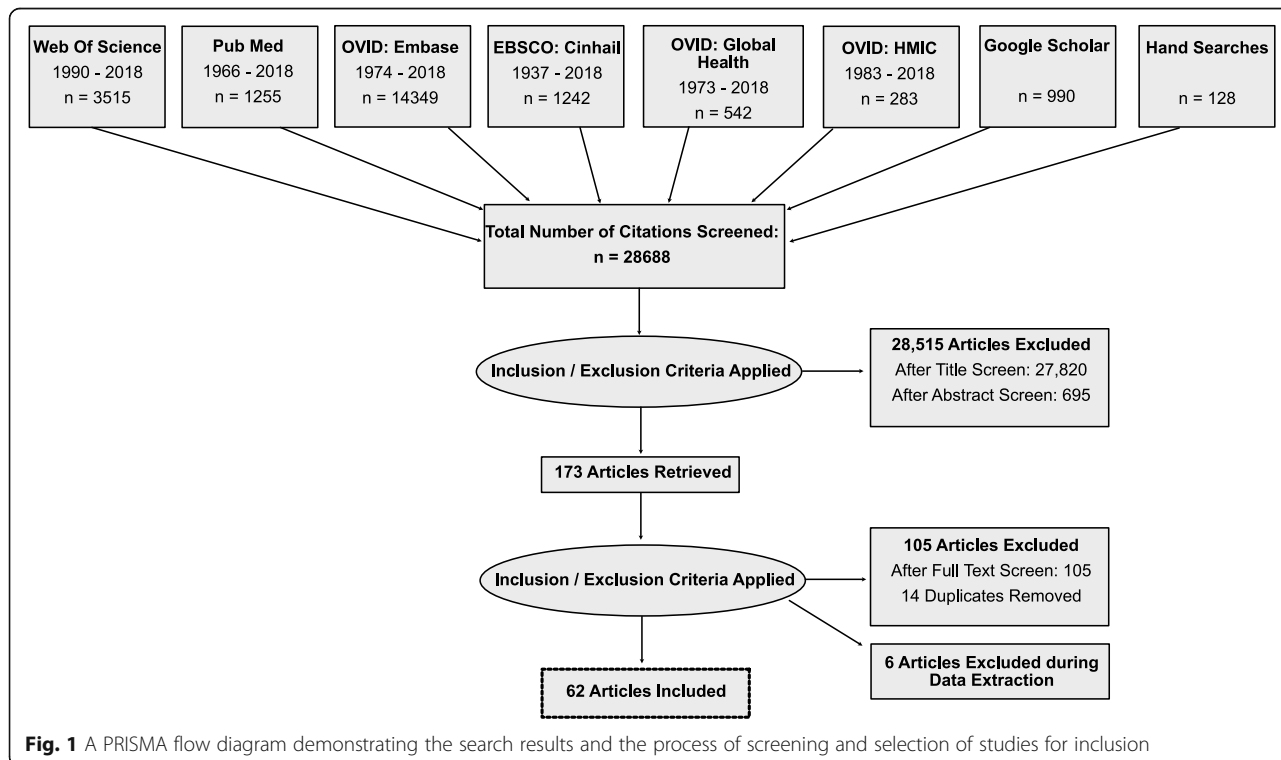 Web Of Science
1990 - 2018
n = 3515
Pub Med
1966 - 2018
n = 1255
OVID: Embase
1974 - 2018
n = 14349
EBSCO: Cinhail
1937 - 2018
n = 1242
OVID: Global
Health
1973 - 2018
n = 542
OVID: HMIC
1983 - 2018
n = 283
Google Scholar
n = 990
Hand Searches
n = 128
Total Number of Citations Screened:
n = 28688
Inclusion / Exclusion Criteria Applied
28,515 Articles Excluded
After Title Screen: 27,820
After Abstract Screen: 695
173 Articles Retrieved
Inclusion / Exclusion Criteria Applied
105 Articles Excluded
After Full Text Screen: 105
14 Duplicates Removed
6 Articles Excluded during
Data Extraction
62 Articles Included
Fig. 1 A PRISMA flow diagram demonstrating the search results and the process of screening and selection of studies for inclusion